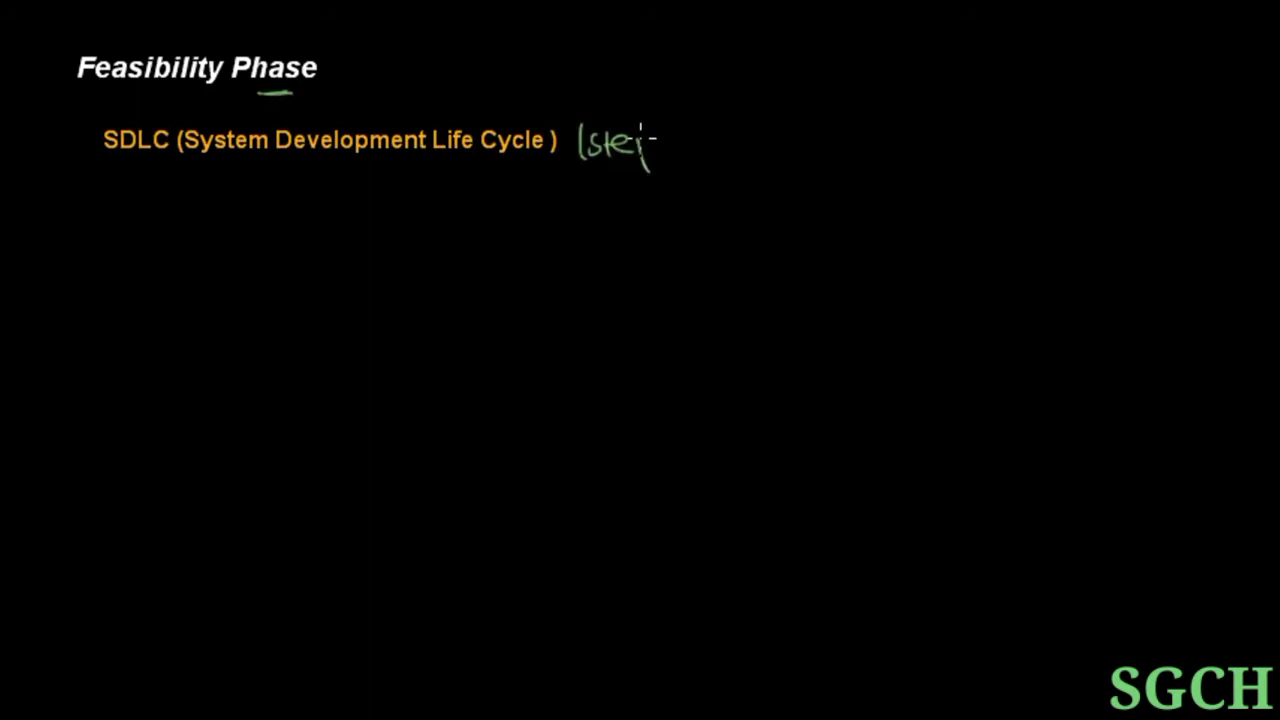 Feasibility Phase
SDLC (System Development Life Cycle )
SGCH